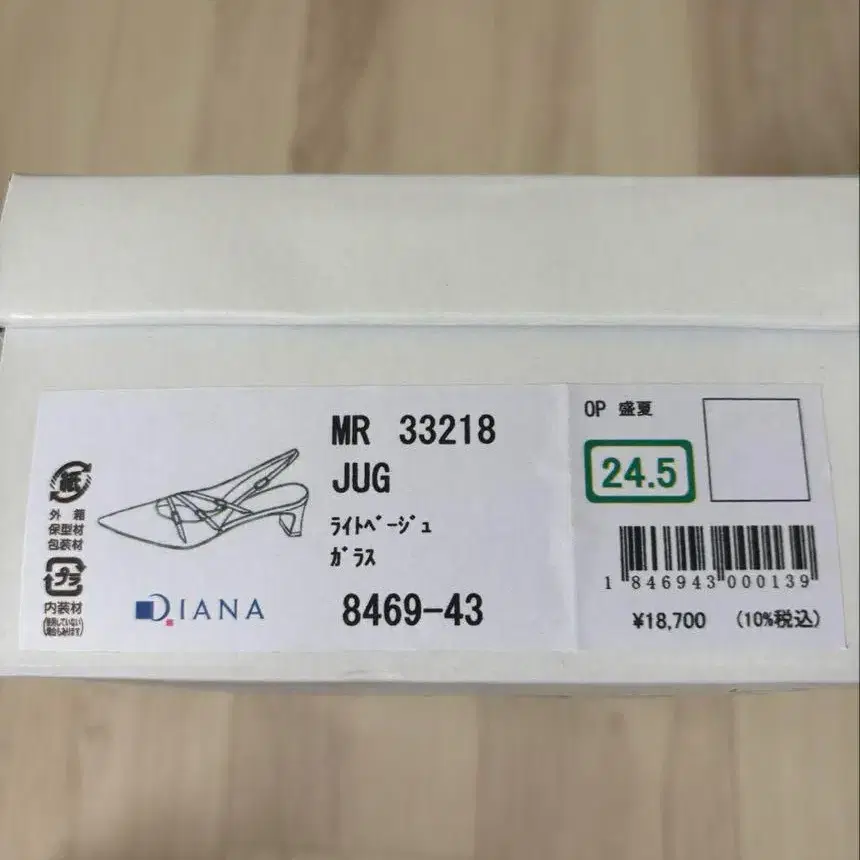 紙
外 箱
保型材
包装材
プラ
内装材
DIANA
MR 33218
JUG
ﾗｲﾄﾍﾞｰｼﾞｭ
ｶﾞﾗｽ
8469-43
OP 盛夏
24.5
1 846943 000139
¥18,700 (10%税込)